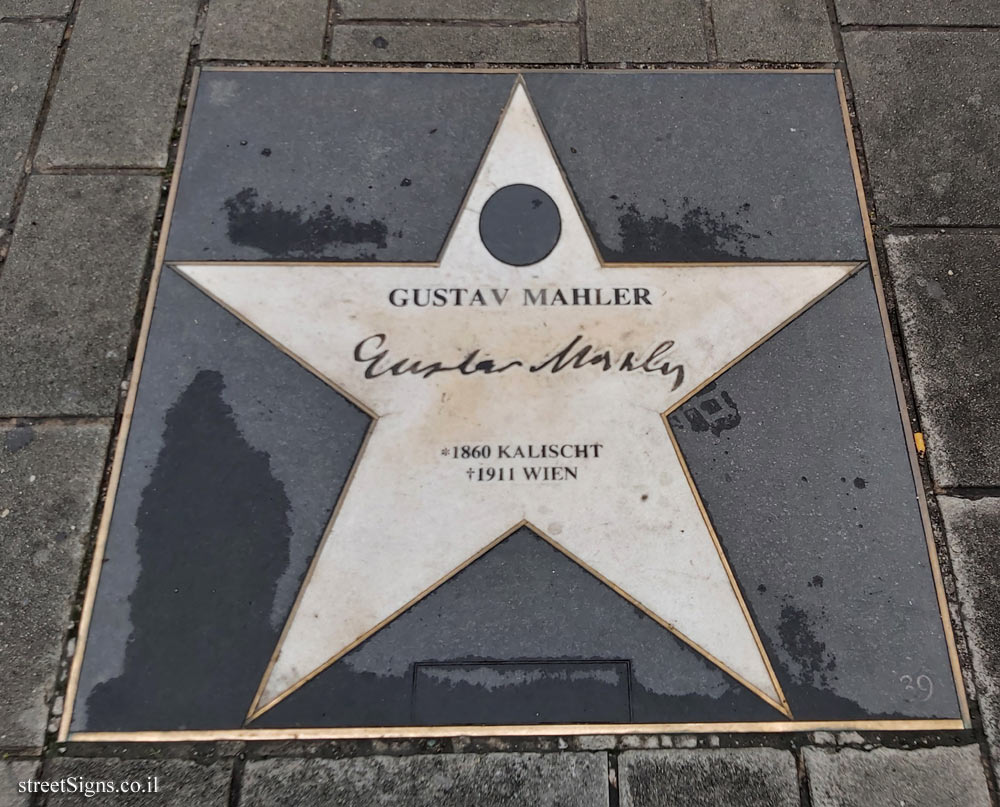 GUSTAV MAHLER
Gustav Mahler
*1860 KALISCHT
†1911 WIEN
39
streetSigns.co.il